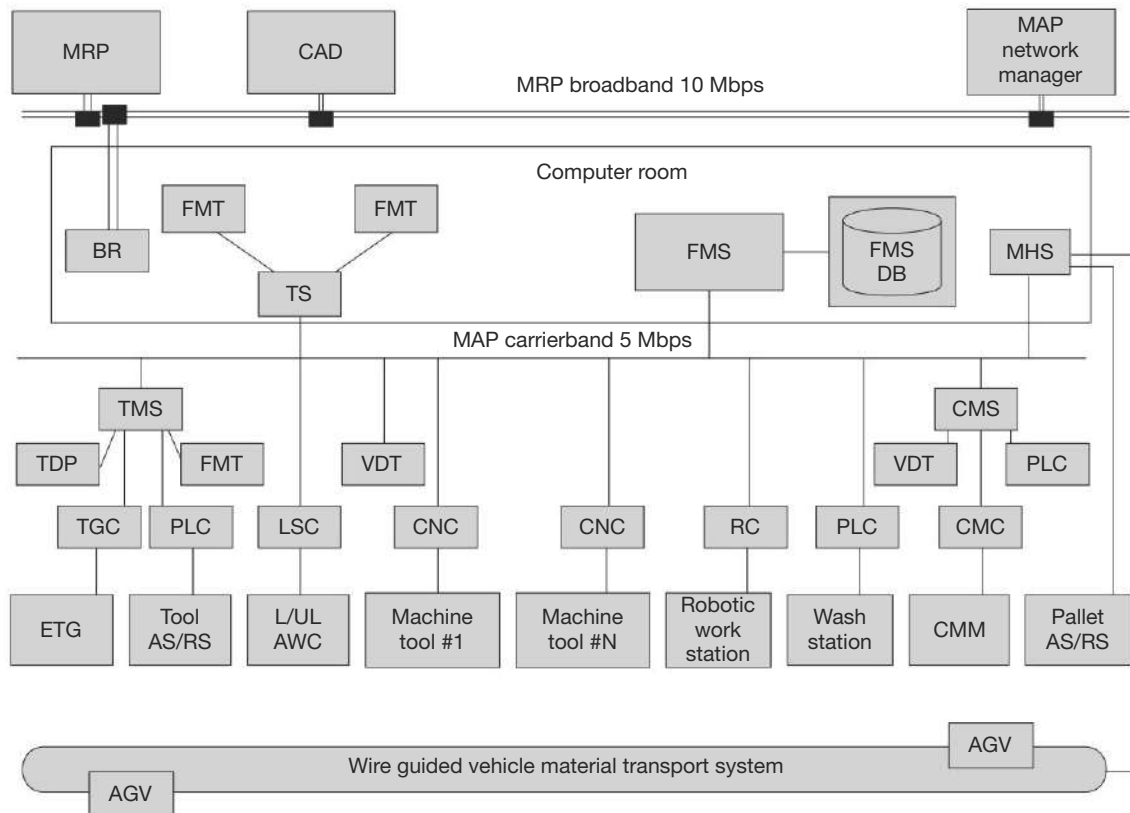 MRP
CAD
MAP
network
manager
MRP broadband 10 Mbps
Computer room
FMT
FMT
BR
TS
FMS
FMS
DB
MHS
MAP carrierband 5 Mbps
TMS
CMS
TDP
FMT
VDT
VDT
PLC
TGC
PLC
LSC
CNC
CNC
RC
PLC
CMC
ETG
Tool
AS/RS
L/UL
AWC
Machine
tool #1
Machine
tool #N
Robotic
work
station
Wash
station
CMM
Pallet
AS/RS
AGV
Wire guided vehicle material transport system
AGV